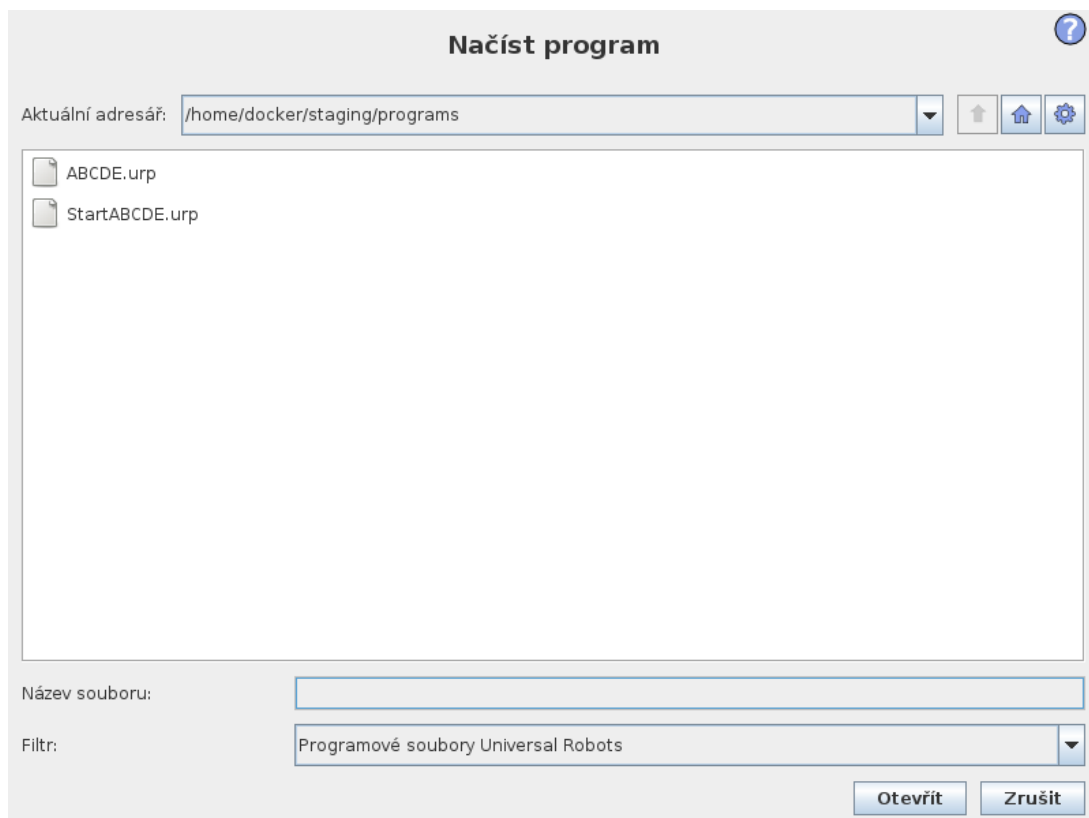 Načíst program
?
Aktuální adresář: /home/docker/staging/programs
ABCDE.urp
StartABCDE.urp
Název souboru:
Filtr: Programové soubory Universal Robots
Otevřít Zrušit